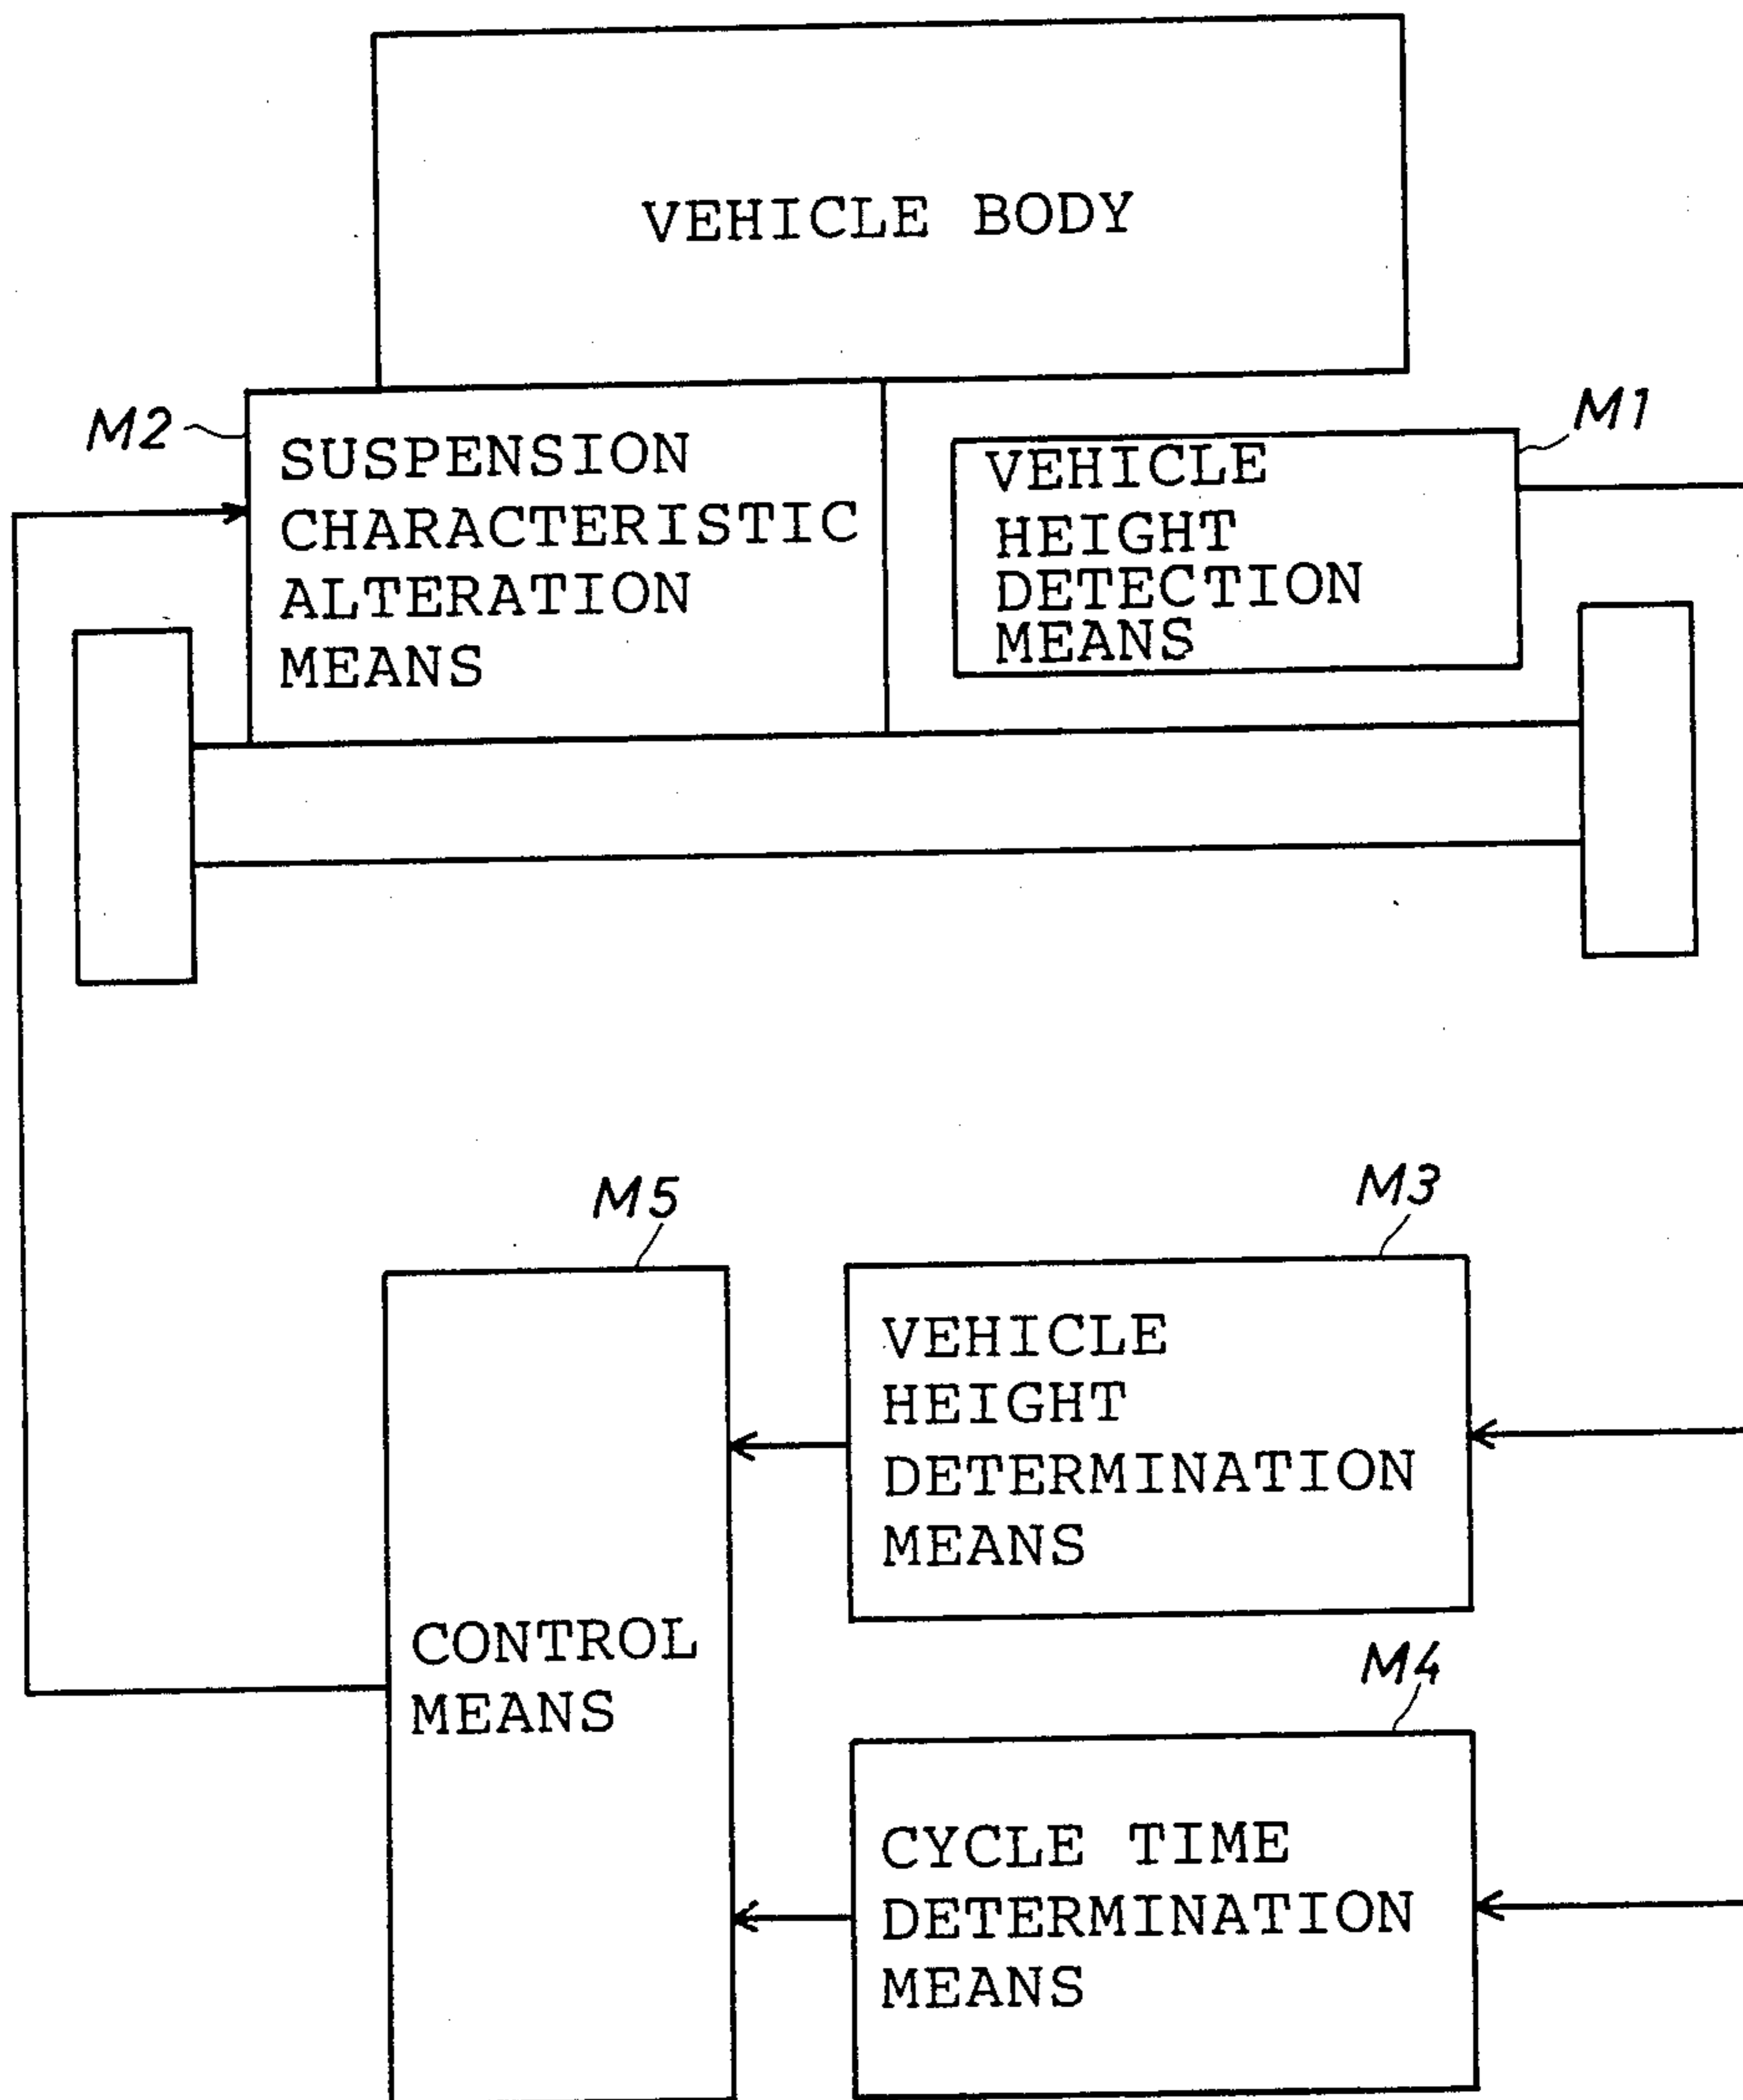 VEHICLE BODY
M2
SUSPENSION
CHARACTERISTIC
ALTERATION
MEANS
M1
VEHICLE
HEIGHT
DETECTION
MEANS
M5
CONTROL
MEANS
M3
VEHICLE
HEIGHT
DETERMINATION
MEANS
M4
CYCLE TIME
DETERMINATION
MEANS